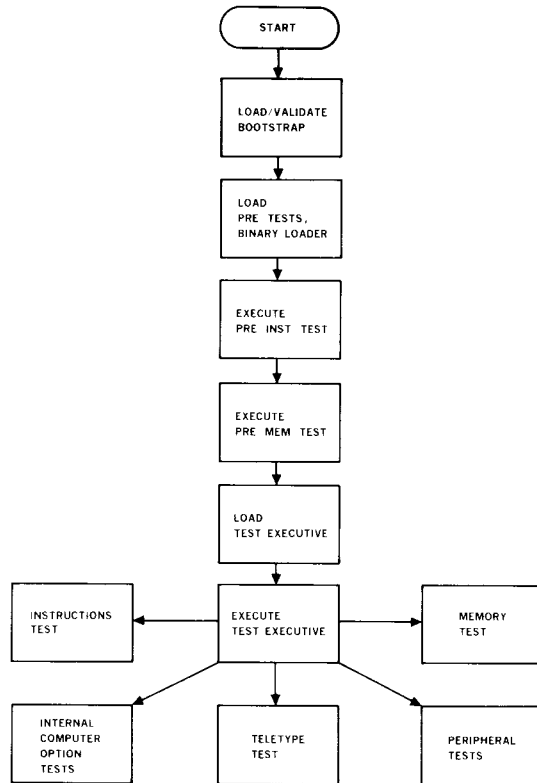 START
LOAD/VALIDATE
BOOTSTRAP
LOAD
PRE TESTS,
BINARY LOADER
EXECUTE
PRE INST TEST
EXECUTE
PRE MEM TEST
LOAD
TEST EXECUTIVE
INSTRUCTIONS
TEST
EXECUTE
TEST EXECUTIVE
MEMORY
TEST
INTERNAL
COMPUTER
OPTION
TESTS
TELETYPE
TEST
PERIPHERAL
TESTS